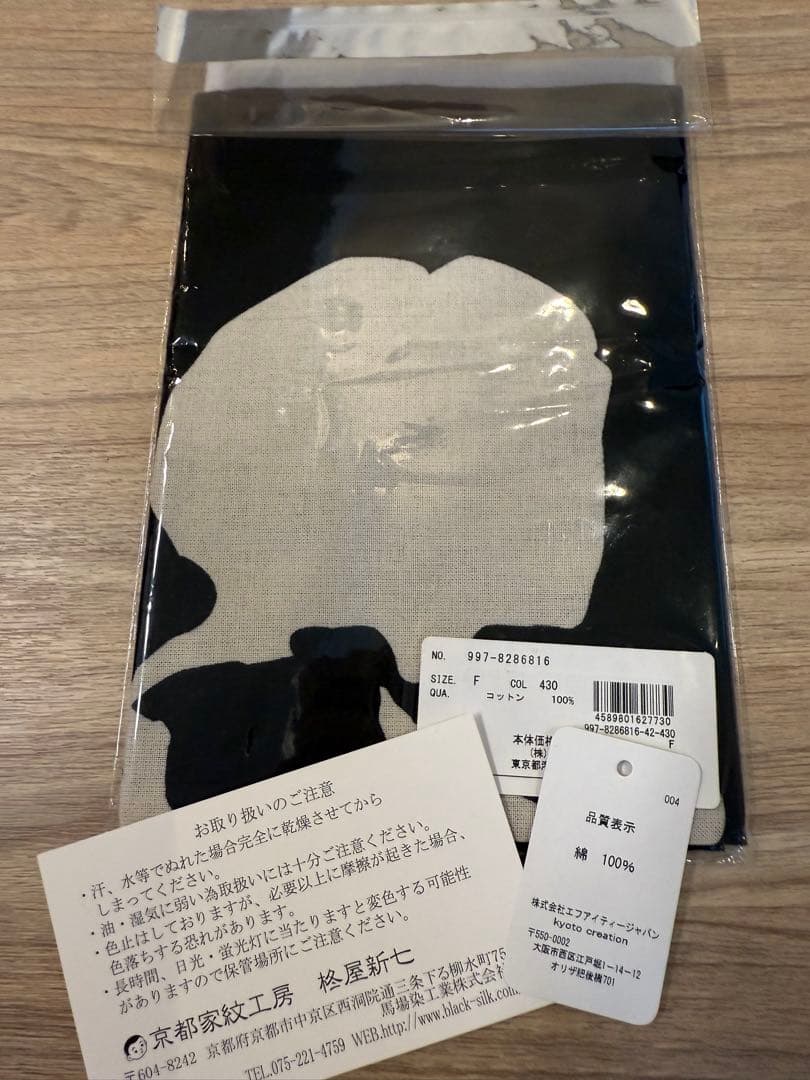 NO. 997-8286816
SIZE. F COL 430
QUA. コットン 100%
4589801627730
997-8286816-42-430
F
本体価格
(株)
東京都
004
品質表示
綿 100%
株式会社エフアイティージャパン
kyoto creation
〒550-0002
大阪市西区江戸堀1-14-12
オリザ肥後橋701
お取り扱いのご注意
・汗、水等でぬれた場合完全に乾燥させてから
しまってください。
・油・湿気に弱い為取扱いには十分ご注意ください。
・色止はしておりますが、必要以上に摩擦が起きた場合、
色落ちする恐れがあります。
・長時間、日光・蛍光灯に当たりますと変色する可能性
がありますので保管場所にご注意ください。
京都家紋工房 柊屋新七
〒604-8242 京都府京都市中京区西洞院通三条下る柳水町75
馬場染工業株式会社
TEL.075-221-4759 WEB.http://www.black-silk.com